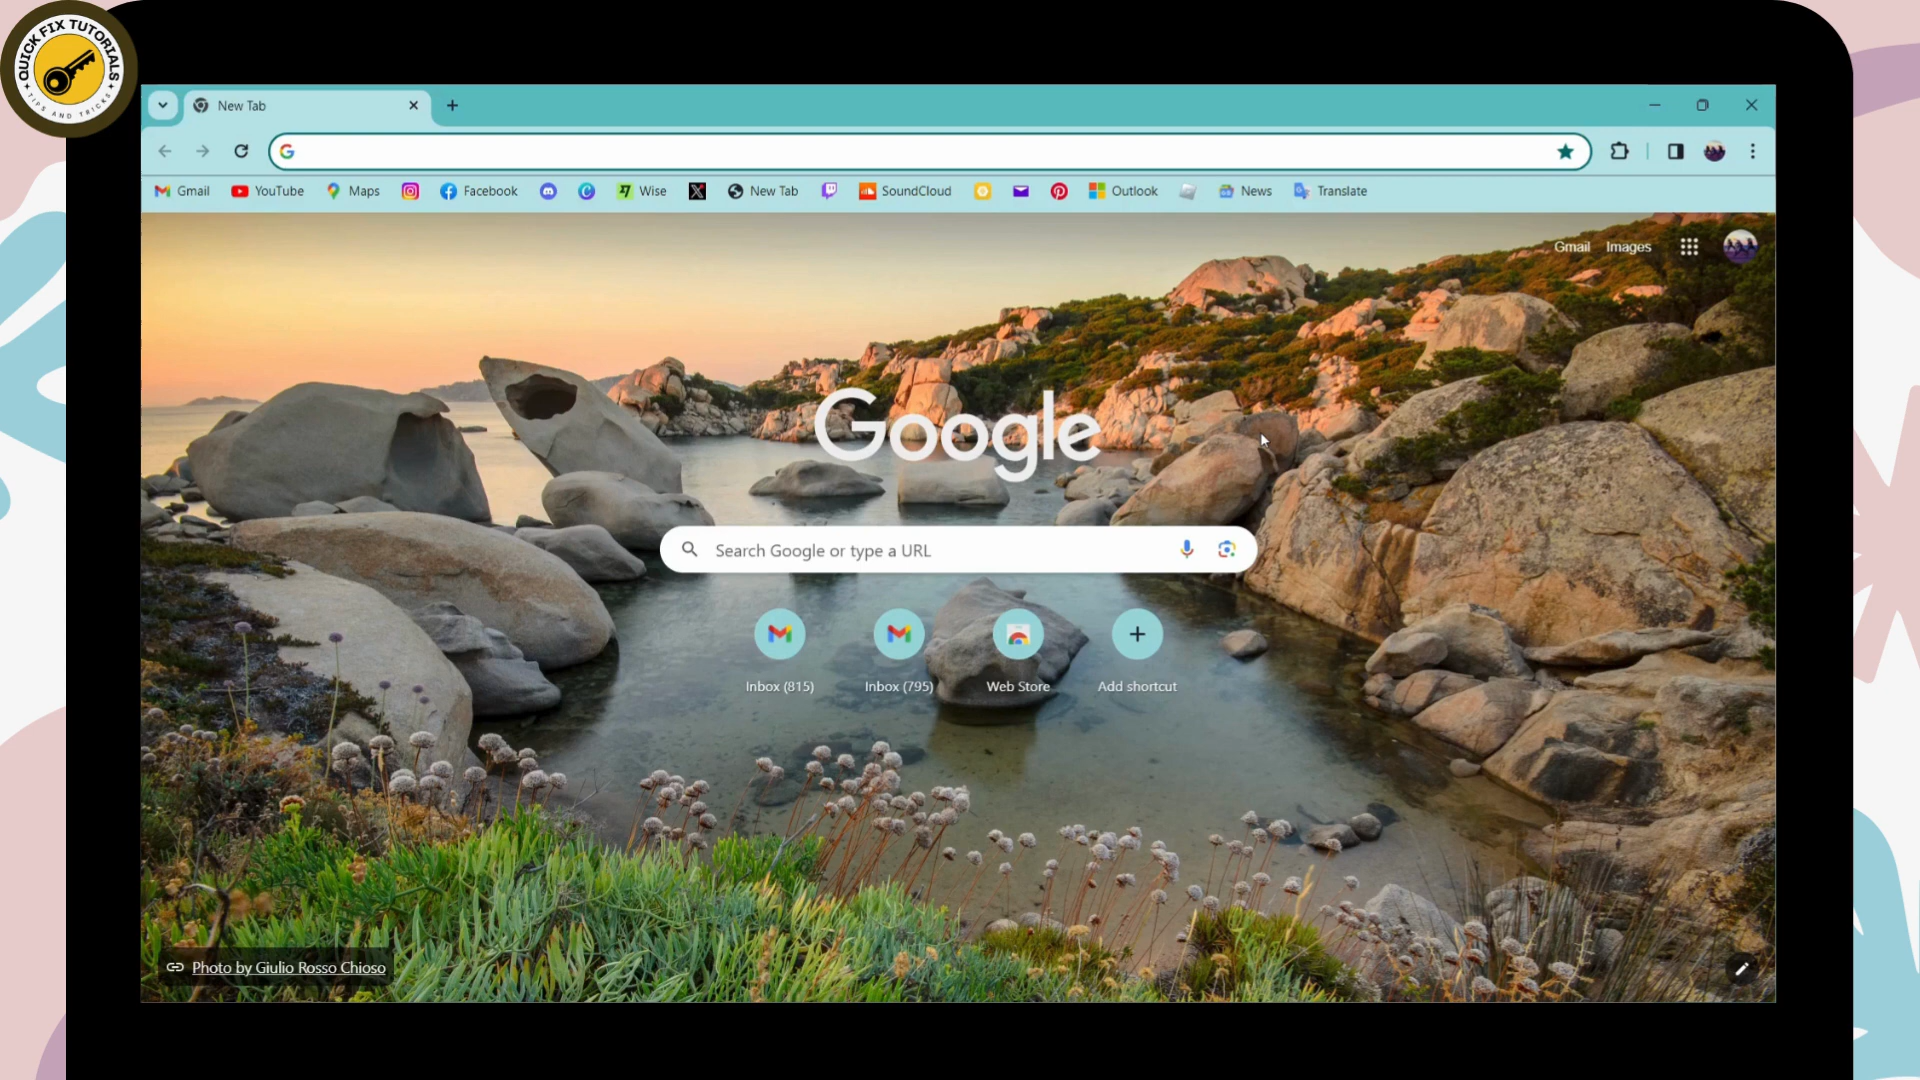 QUICK FIX TUTORIALS
TIPS AND TRICKS
New Tab
Gmail
YouTube
Maps
Facebook
Wise
New Tab
SoundCloud
Outlook
News
Translate
Gmail
Images
Google
Search Google or type a URL
Inbox (815)
Inbox (795)
Web Store
Add shortcut
Photo by Giulio Rosso Chioso